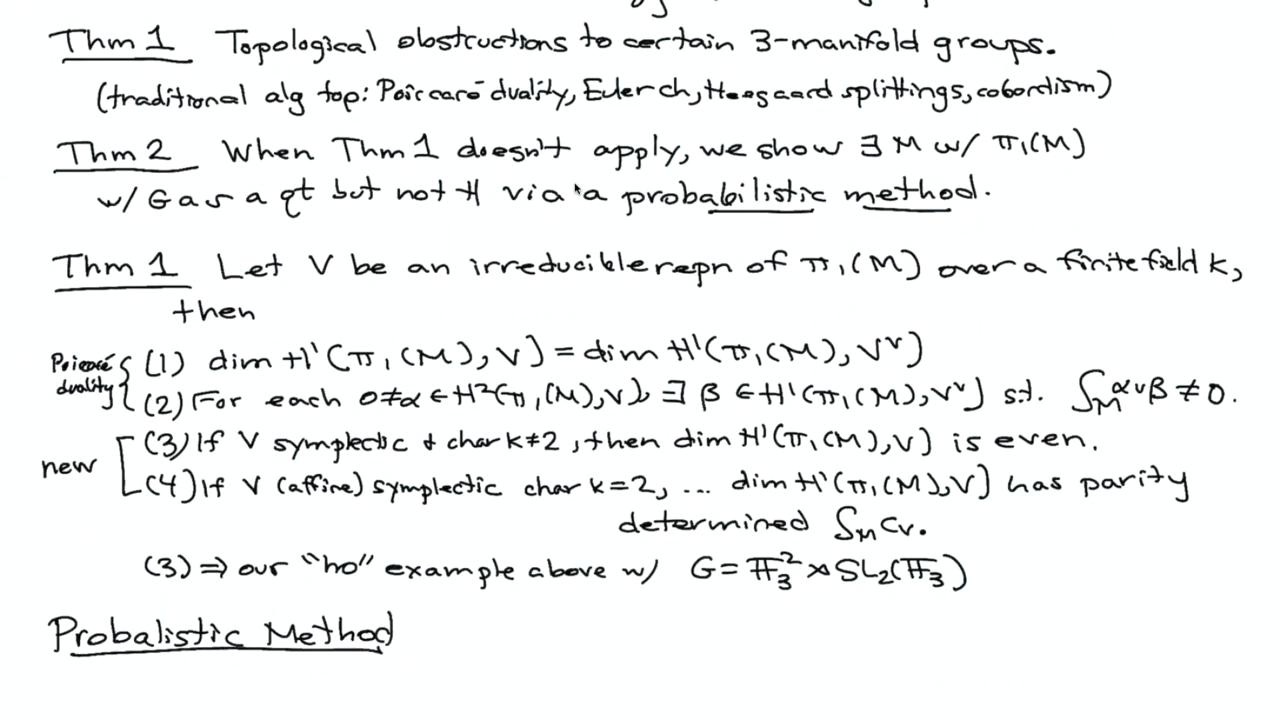 Thm 1 Topological obstructions to certain 3-manifold groups.
(traditional alg top: Poincaré duality, Euler ch, Heegaard splittings, cobordism)
Thm 2 When Thm 1 doesn't apply, we show ∃ M w/ π₁(M)
w/ G as a qt but not H via a probabilistic method.
Thm 1 Let V be an irreducible repn of π₁(M) over a finite field k,
then
Poincaré duality { (1) dim H¹(π₁(M), V) = dim H¹(π₁(M), V^∨)
(2) For each 0≠α ∈ H²(π₁(M), V), ∃ β ∈ H¹(π₁(M), V^∨) s.t. ∫_M α∪β ≠ 0.
new [ (3) If V symplectic & char k≠2, then dim H¹(π₁(M), V) is even.
(4) If V (affine) symplectic char k=2, ... dim H¹(π₁(M), V) has parity
determined ∫_M c_V.
(3) ⇒ our "no" example above w/ G = 𝔽₃² ⋊ SL₂(𝔽₃)
Probalistic Method